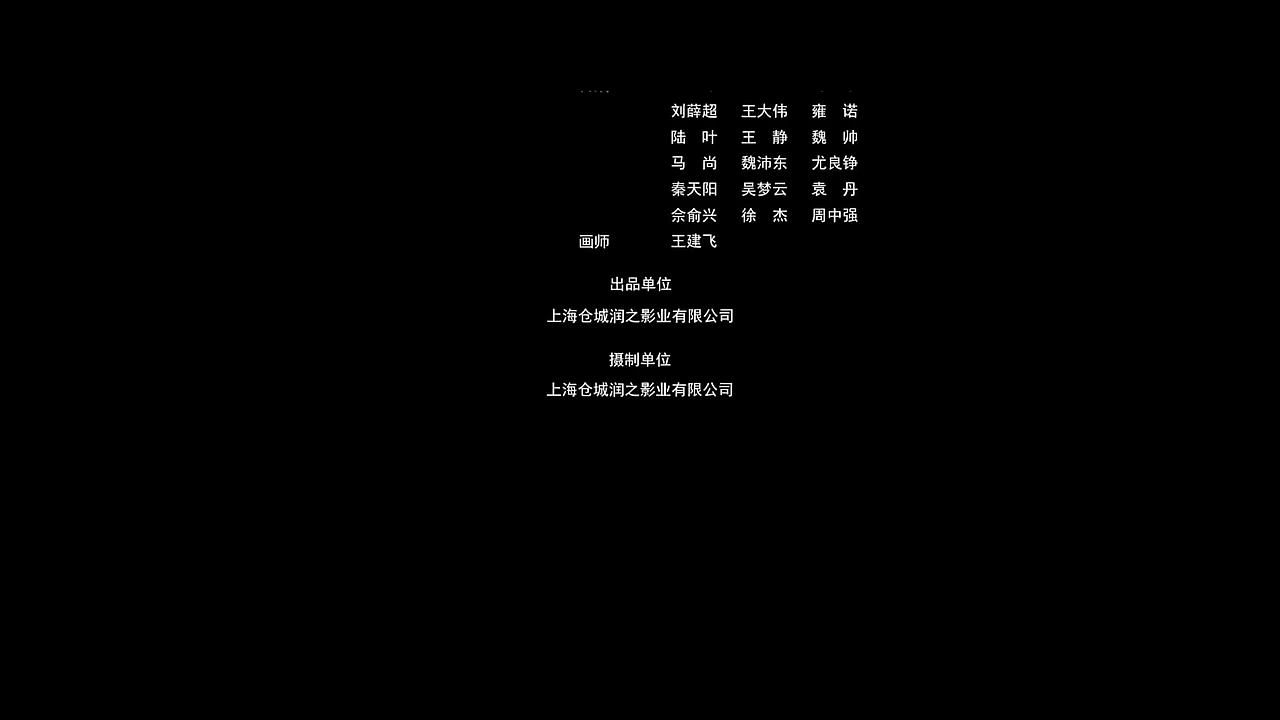 刘薛超 王大伟 雍 诺
陆 叶 王 静 魏 帅
马 尚 魏沛东 尤良铮
秦天阳 吴梦云 袁 丹
佘俞兴 徐 杰 周中强
画师 王建飞
出品单位
上海仓城润之影业有限公司
摄制单位
上海仓城润之影业有限公司